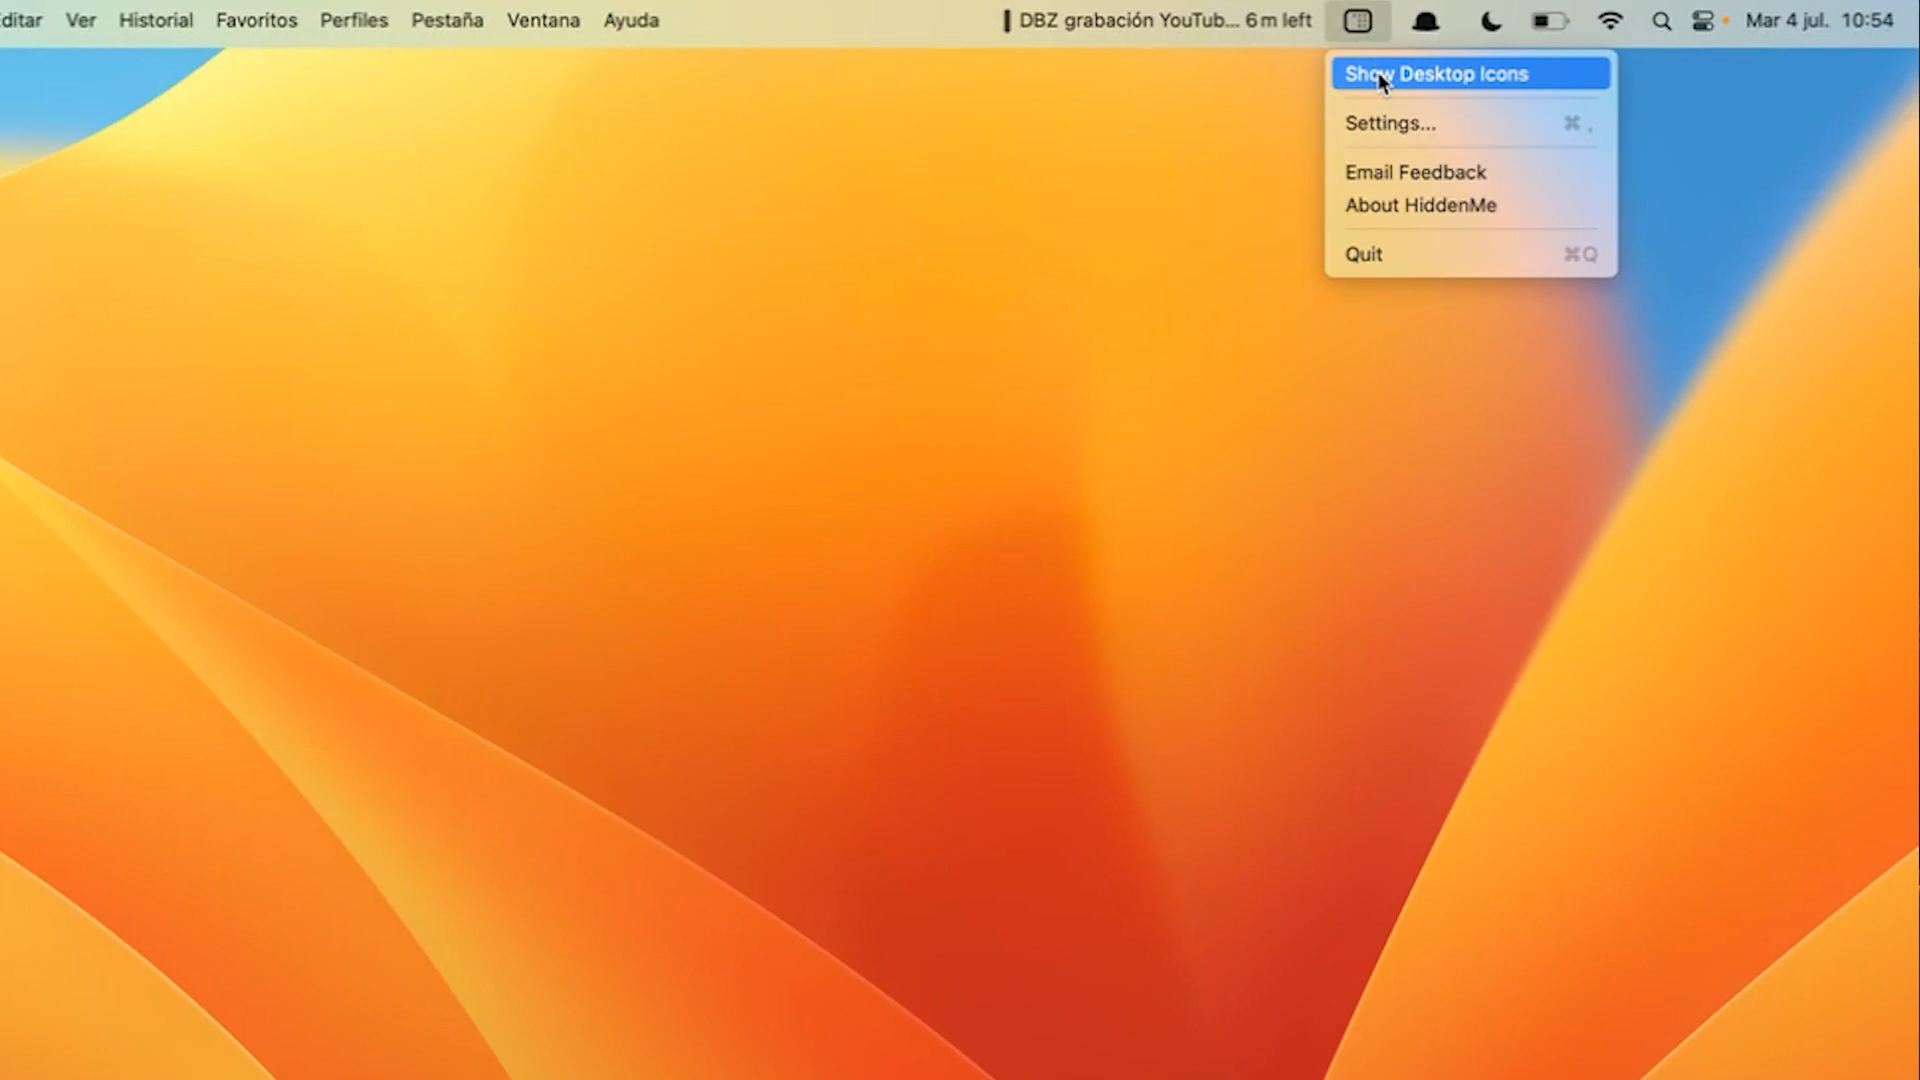 ditar Ver Historial Favoritos Perfiles Pestaña Ventana Ayuda DBZ grabación YouTub... 6 m left Mar 4 jul. 10:54
Show Desktop Icons
Settings... ⌘ ,
Email Feedback
About HiddenMe
Quit ⌘Q